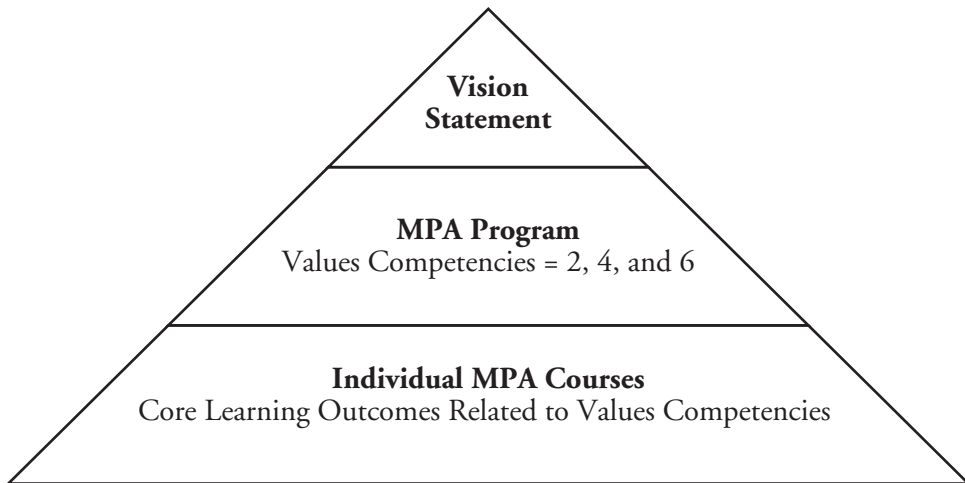 Vision
Statement
MPA Program
Values Competencies = 2, 4, and 6
Individual MPA Courses
Core Learning Outcomes Related to Values Competencies